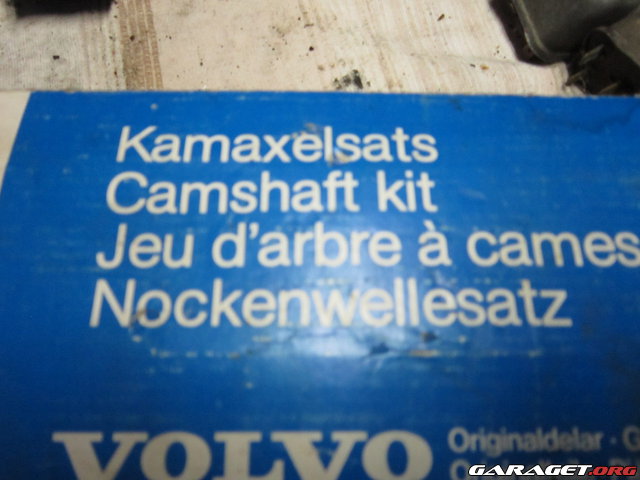 Kamaxelsats
Camshaft kit
Jeu d'arbre à cames
Nockenwellesatz
VOLVO
Originaldelar · G
GARAGET.ORG